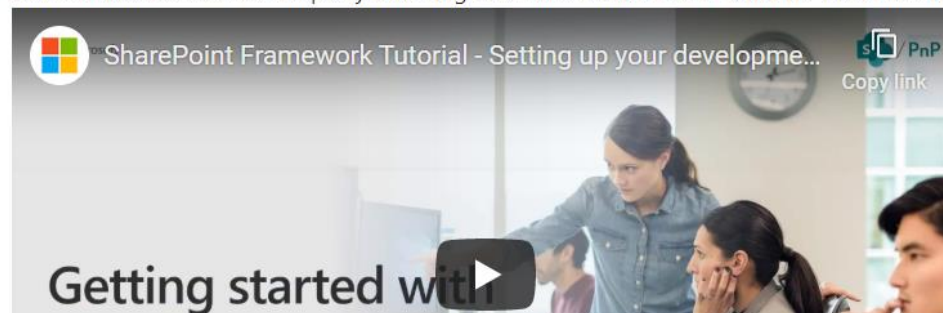 SharePoint Framework Tutorial - Setting up your developme...
/ PnP
Copy link
Getting started with